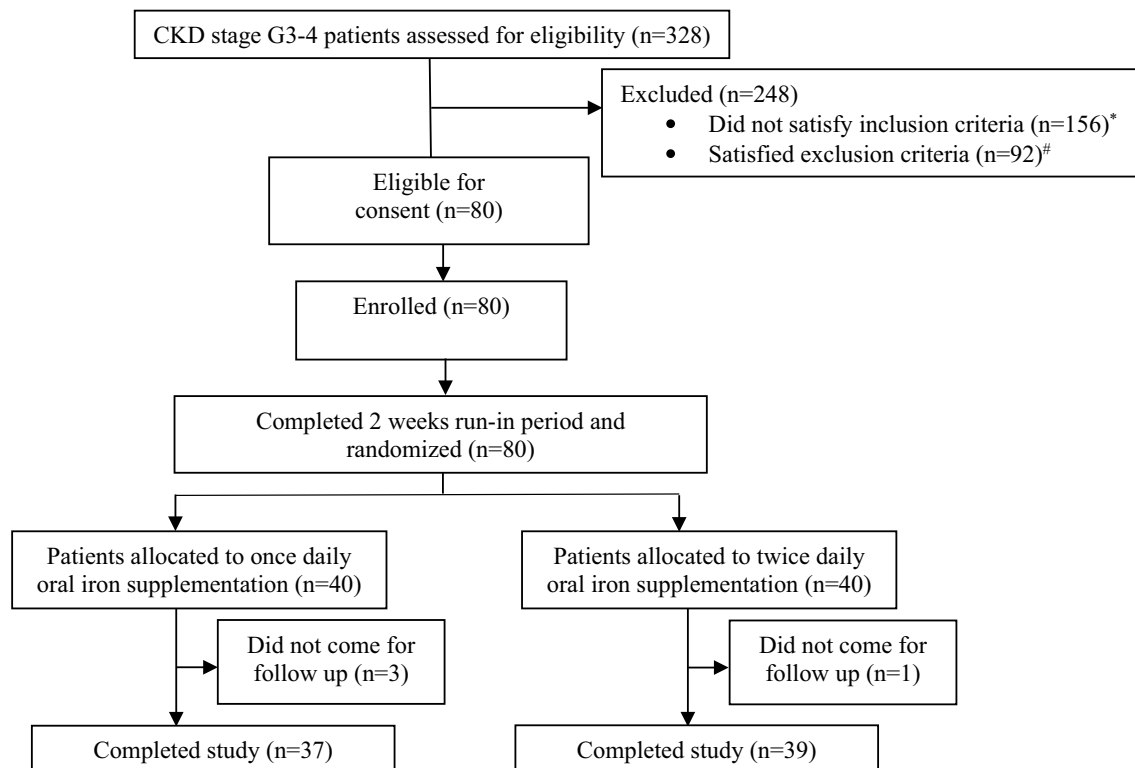 CKD stage G3-4 patients assessed for eligibility (n=328)
Excluded (n=248)
• Did not satisfy inclusion criteria (n=156)*
• Satisfied exclusion criteria (n=92)#
Eligible for
consent (n=80)
Enrolled (n=80)
Completed 2 weeks run-in period and
randomized (n=80)
Patients allocated to once daily
oral iron supplementation (n=40)
Patients allocated to twice daily
oral iron supplementation (n=40)
Did not come for
follow up (n=3)
Did not come for
follow up (n=1)
Completed study (n=37)
Completed study (n=39)